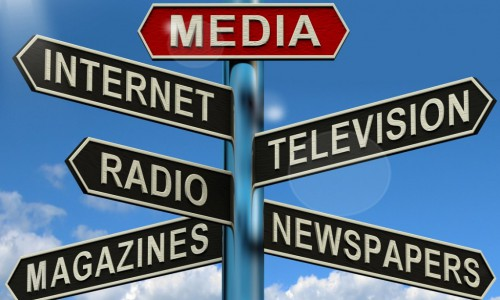 MEDIA
INTERNET
TELEVISION
RADIO
NEWSPAPERS
MAGAZINES